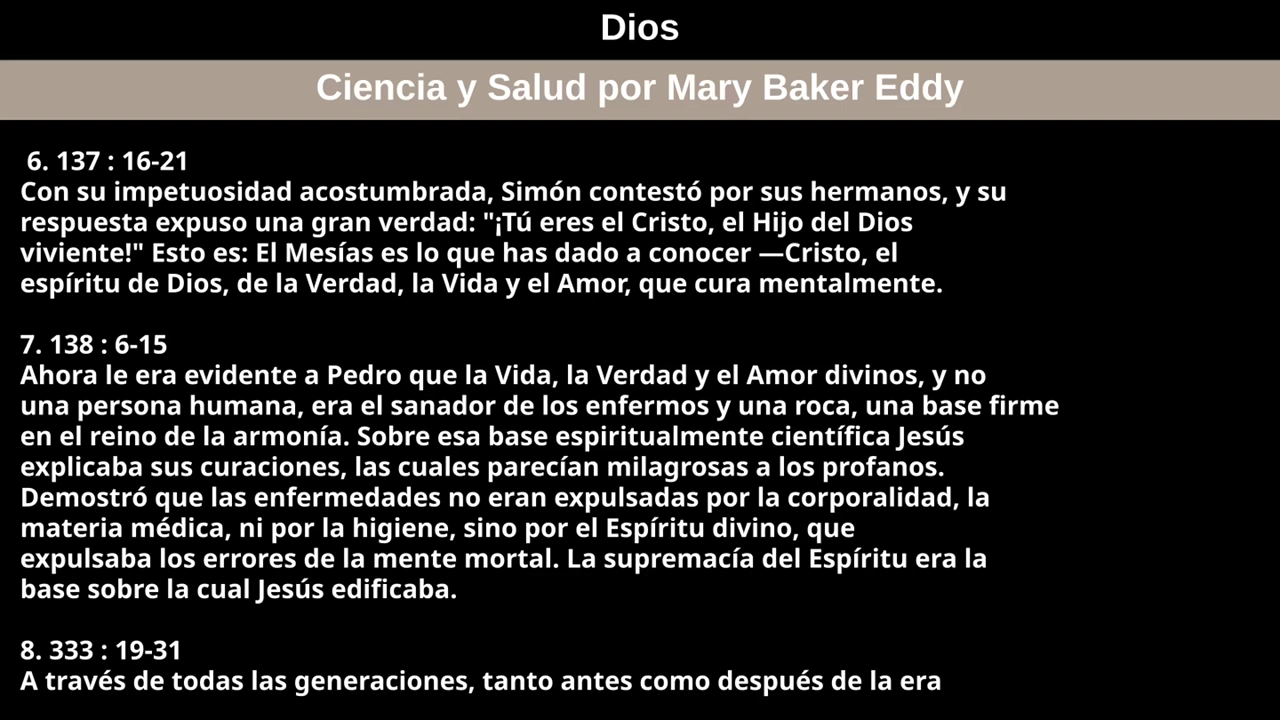 Dios
Ciencia y Salud por Mary Baker Eddy
6. 137 : 16-21
Con su impetuosidad acostumbrada, Simón contestó por sus hermanos, y su
respuesta expuso una gran verdad: "¡Tú eres el Cristo, el Hijo del Dios
viviente!" Esto es: El Mesías es lo que has dado a conocer —Cristo, el
espíritu de Dios, de la Verdad, la Vida y el Amor, que cura mentalmente.
7. 138 : 6-15
Ahora le era evidente a Pedro que la Vida, la Verdad y el Amor divinos, y no
una persona humana, era el sanador de los enfermos y una roca, una base firme
en el reino de la armonía. Sobre esa base espiritualmente científica Jesús
explicaba sus curaciones, las cuales parecían milagrosas a los profanos.
Demostró que las enfermedades no eran expulsadas por la corporalidad, la
materia médica, ni por la higiene, sino por el Espíritu divino, que
expulsaba los errores de la mente mortal. La supremacía del Espíritu era la
base sobre la cual Jesús edificaba.
8. 333 : 19-31
A través de todas las generaciones, tanto antes como después de la era